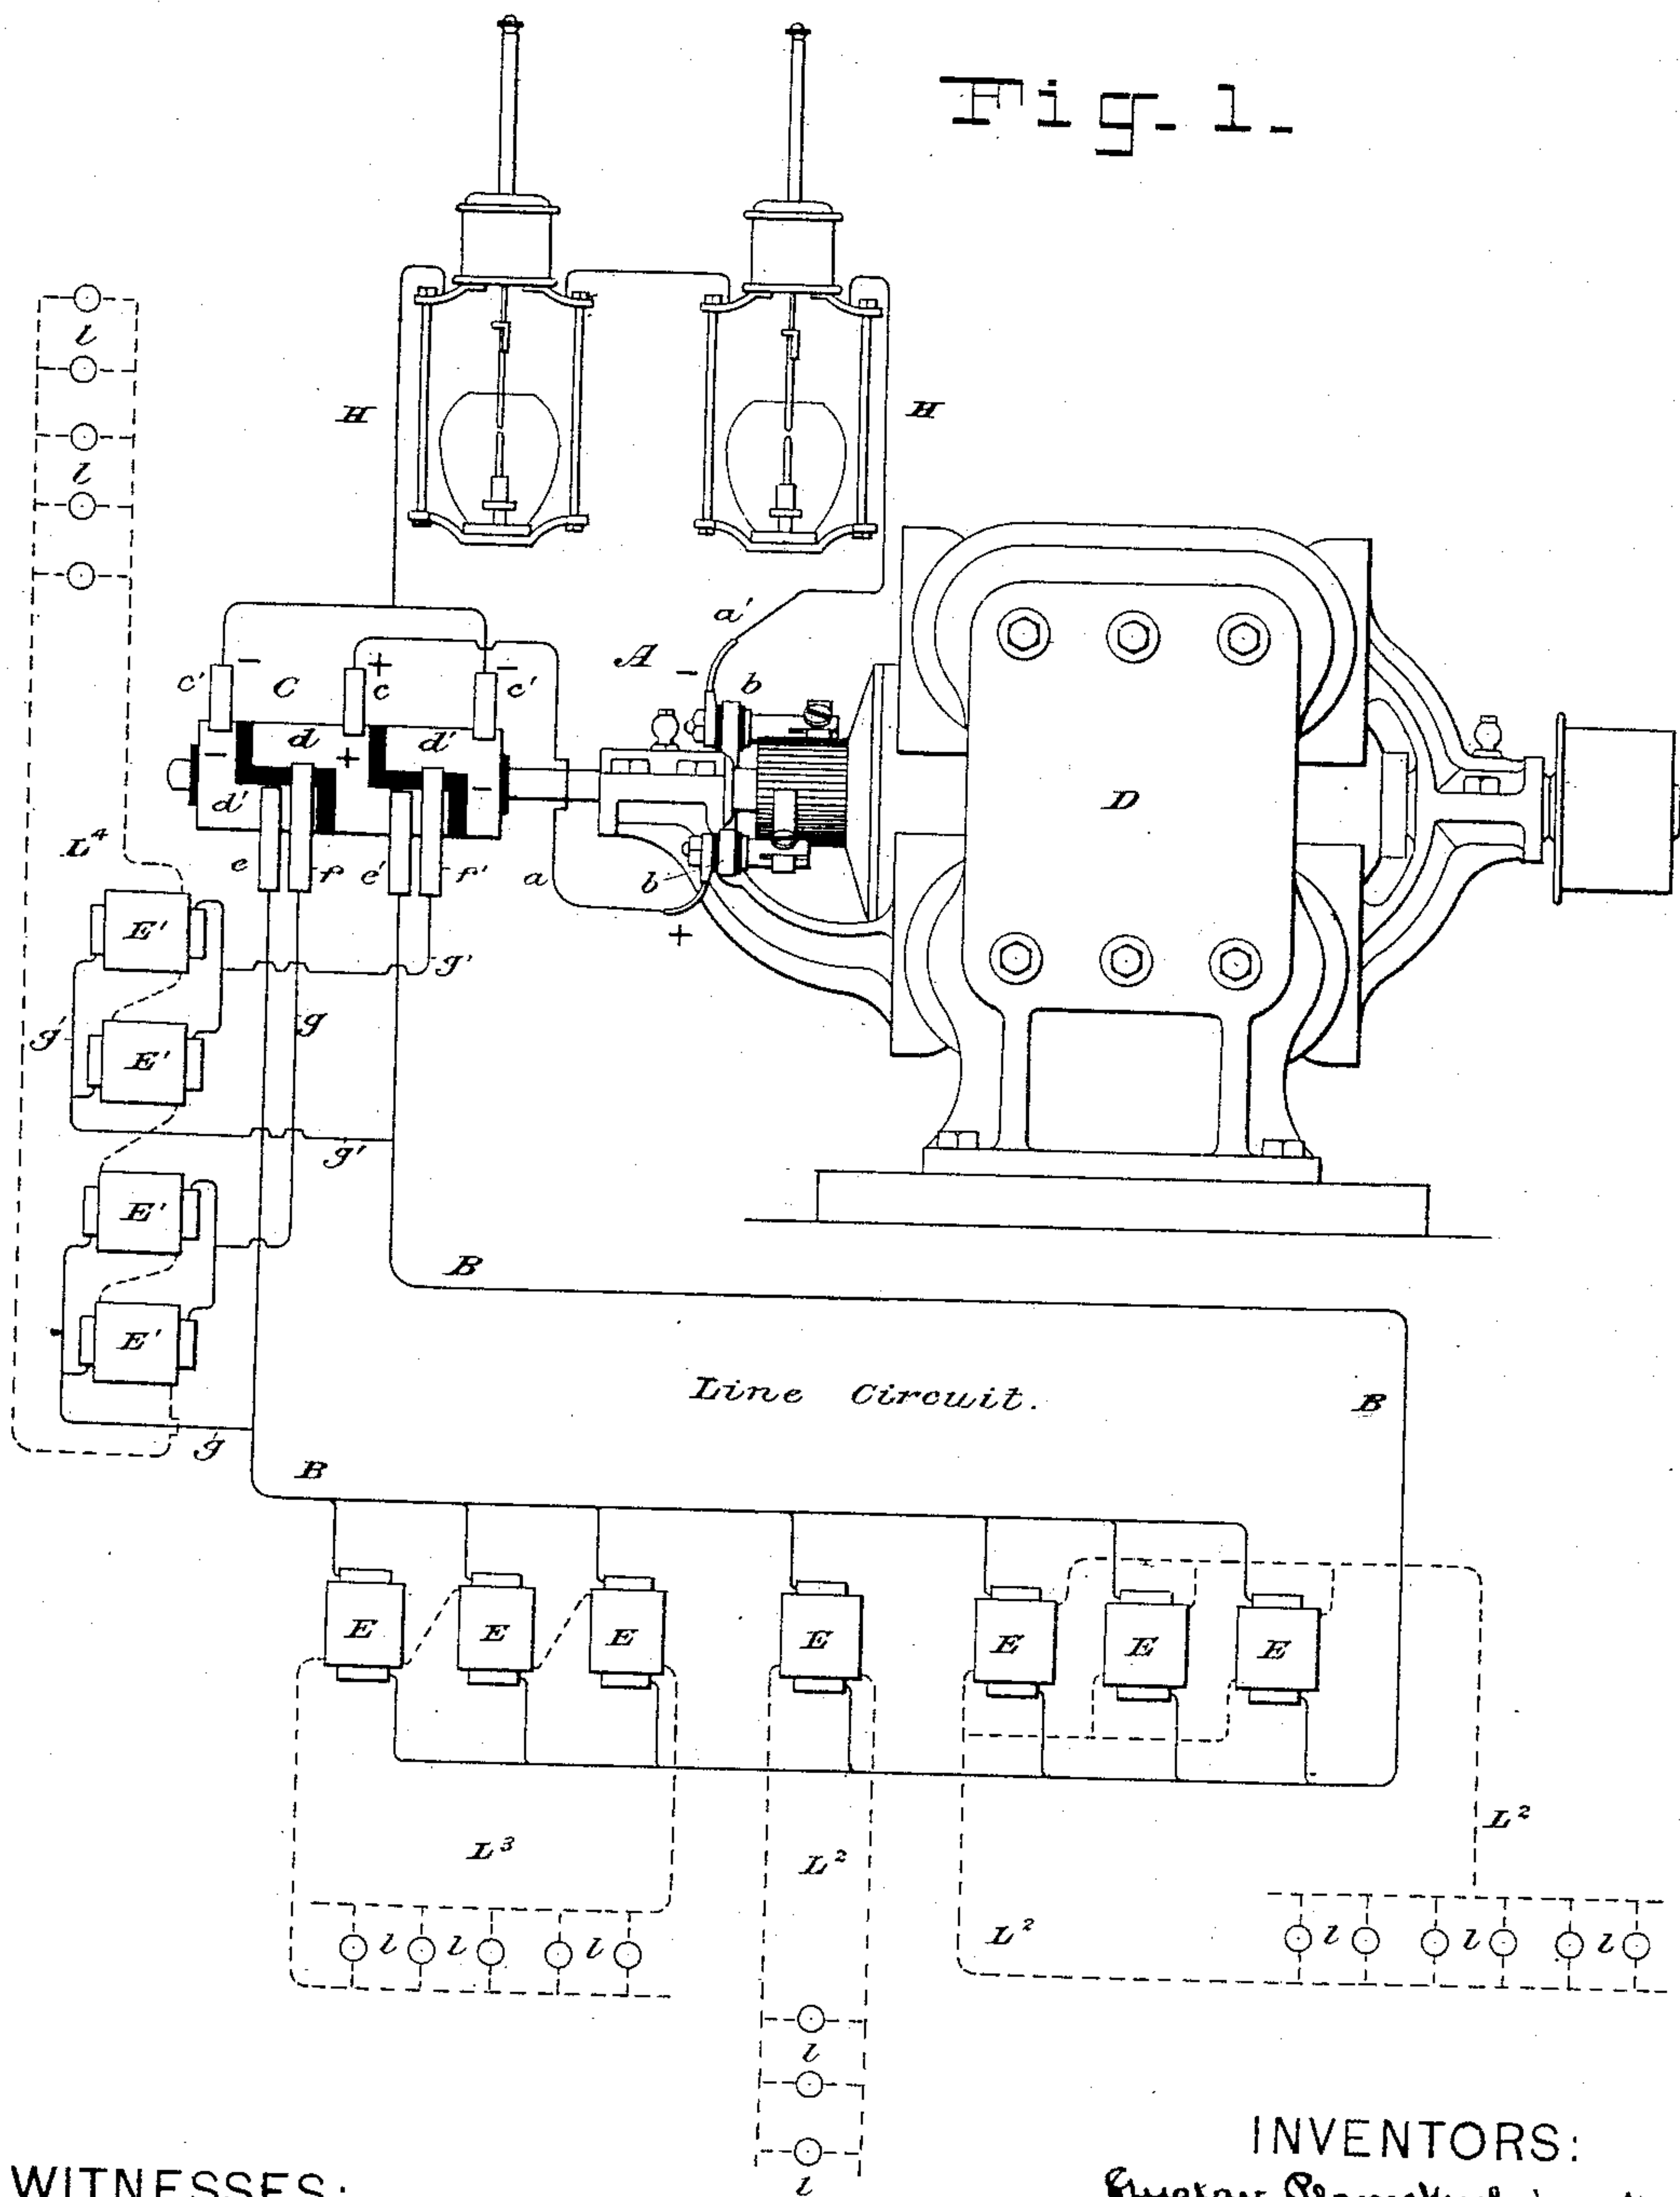 Fig. 1.
l
l
H H
a'
A - b
c' - C + c - c'
- d + d' -
d'
D
L⁴
e f e' f' a b
+
E'
g'
g' g
E'
g'
E'
B
E'
Line Circuit. B
g
B
E E E E E E E
L³ L² L²
l l l L² l l l
l
l
INVENTORS:
WITNESSES: